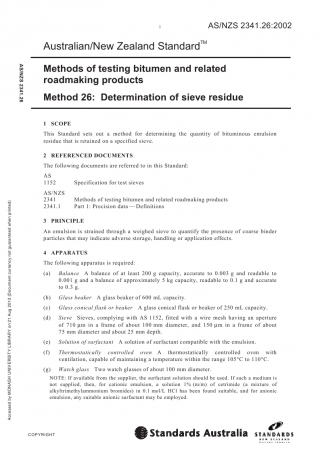 1
AS/NZS 2341.26:2002
Australian/New Zealand Standard™
Methods of testing bitumen and related
roadmaking products
Method 26: Determination of sieve residue
AS/NZS 2341.26
1 SCOPE
This Standard sets out a method for determining the quantity of bituminous emulsion
residue that is retained on a specified sieve.
2 REFERENCED DOCUMENTS
The following documents are referred to in this Standard:
AS
1152 Specification for test sieves
AS/NZS
2341 Methods of testing bitumen and related roadmaking products
2341.1 Part 1: Precision data—Definitions
3 PRINCIPLE
An emulsion is strained through a weighed sieve to quantify the presence of coarse binder
particles that may indicate adverse storage, handling or application effects.
4 APPARATUS
The following apparatus is required:
(a) Balance A balance of at least 200 g capacity, accurate to 0.003 g and readable to
0.001 g and a balance of approximately 5 kg capacity, readable to 0.1 g and accurate
to 0.3 g.
(b) Glass beaker A glass beaker of 600 mL capacity.
(c) Glass conical flask or beaker A glass conical flask or beaker of 250 mL capacity.
(d) Sieve Sieves, complying with AS 1152, fitted with a wire mesh having an aperture
of 710 µm in a frame of about 100 mm diameter, and 150 µm in a frame of about
75 mm diameter and about 25 mm depth.
(e) Solution of surfactant A solution of surfactant compatible with the emulsion.
(f) Thermostatically controlled oven A thermostatically controlled oven with
ventilation, capable of maintaining a temperature within the range 105°C to 110°C.
(g) Watch glass Two watch glasses of about 100 mm diameter.
NOTE: If available from the supplier, the surfactant solution should be used. If such a medium is
not supplied, then, for cationic emulsion, a solution 1% (m/m) of cetrimide (a mixture of
alkyltrimethylammonium bromides) in 0.1 mol/L HCl has been found suitable, and for anionic
emulsion, any suitable anionic surfactant may be employed.
Accessed by MONASH UNIVERSITY LIBRARY on 21 Aug 2013 (Document currency not guaranteed when printed)
COPYRIGHT
Standards Australia
STANDARDS
NEW ZEALAND